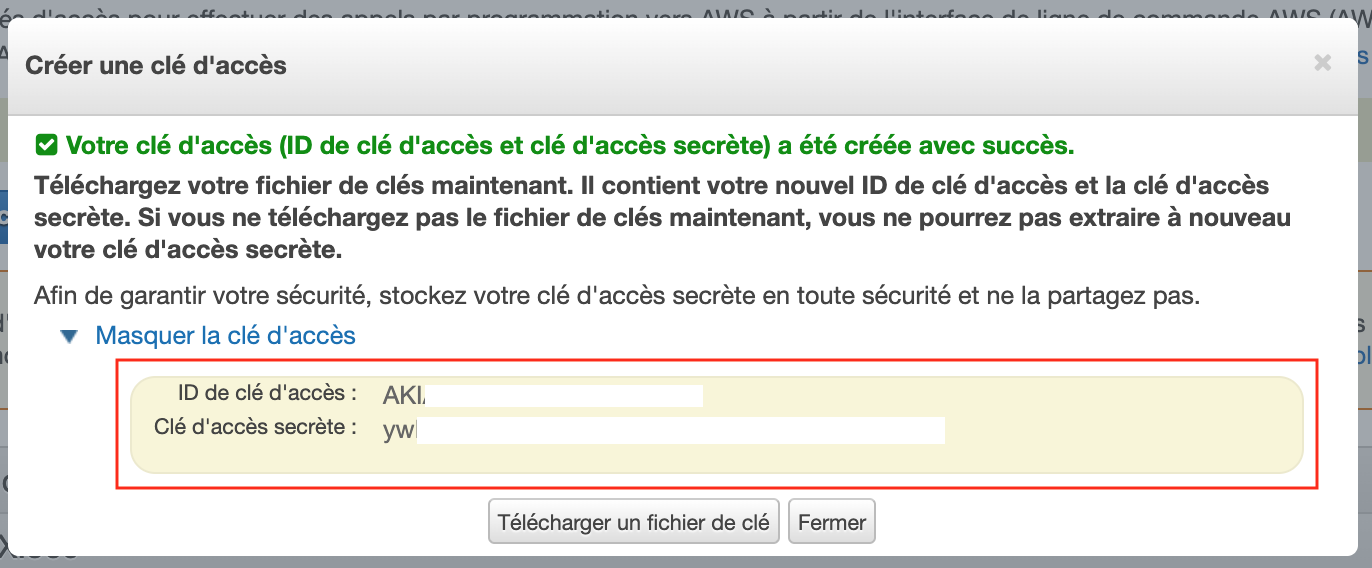 d'accès pour effectuer des appels par programmation vers AWS à partir de l'interface de ligne de commande AWS (AW
Créer une clé d'accès
Votre clé d'accès (ID de clé d'accès et clé d'accès secrète) a été créée avec succès.
Téléchargez votre fichier de clés maintenant. Il contient votre nouvel ID de clé d'accès et la clé d'accès
secrète. Si vous ne téléchargez pas le fichier de clés maintenant, vous ne pourrez pas extraire à nouveau
votre clé d'accès secrète.
Afin de garantir votre sécurité, stockez votre clé d'accès secrète en toute sécurité et ne la partagez pas.
Masquer la clé d'accès
ID de clé d'accès : AKI
Clé d'accès secrète : yw
Télécharger un fichier de clé Fermer